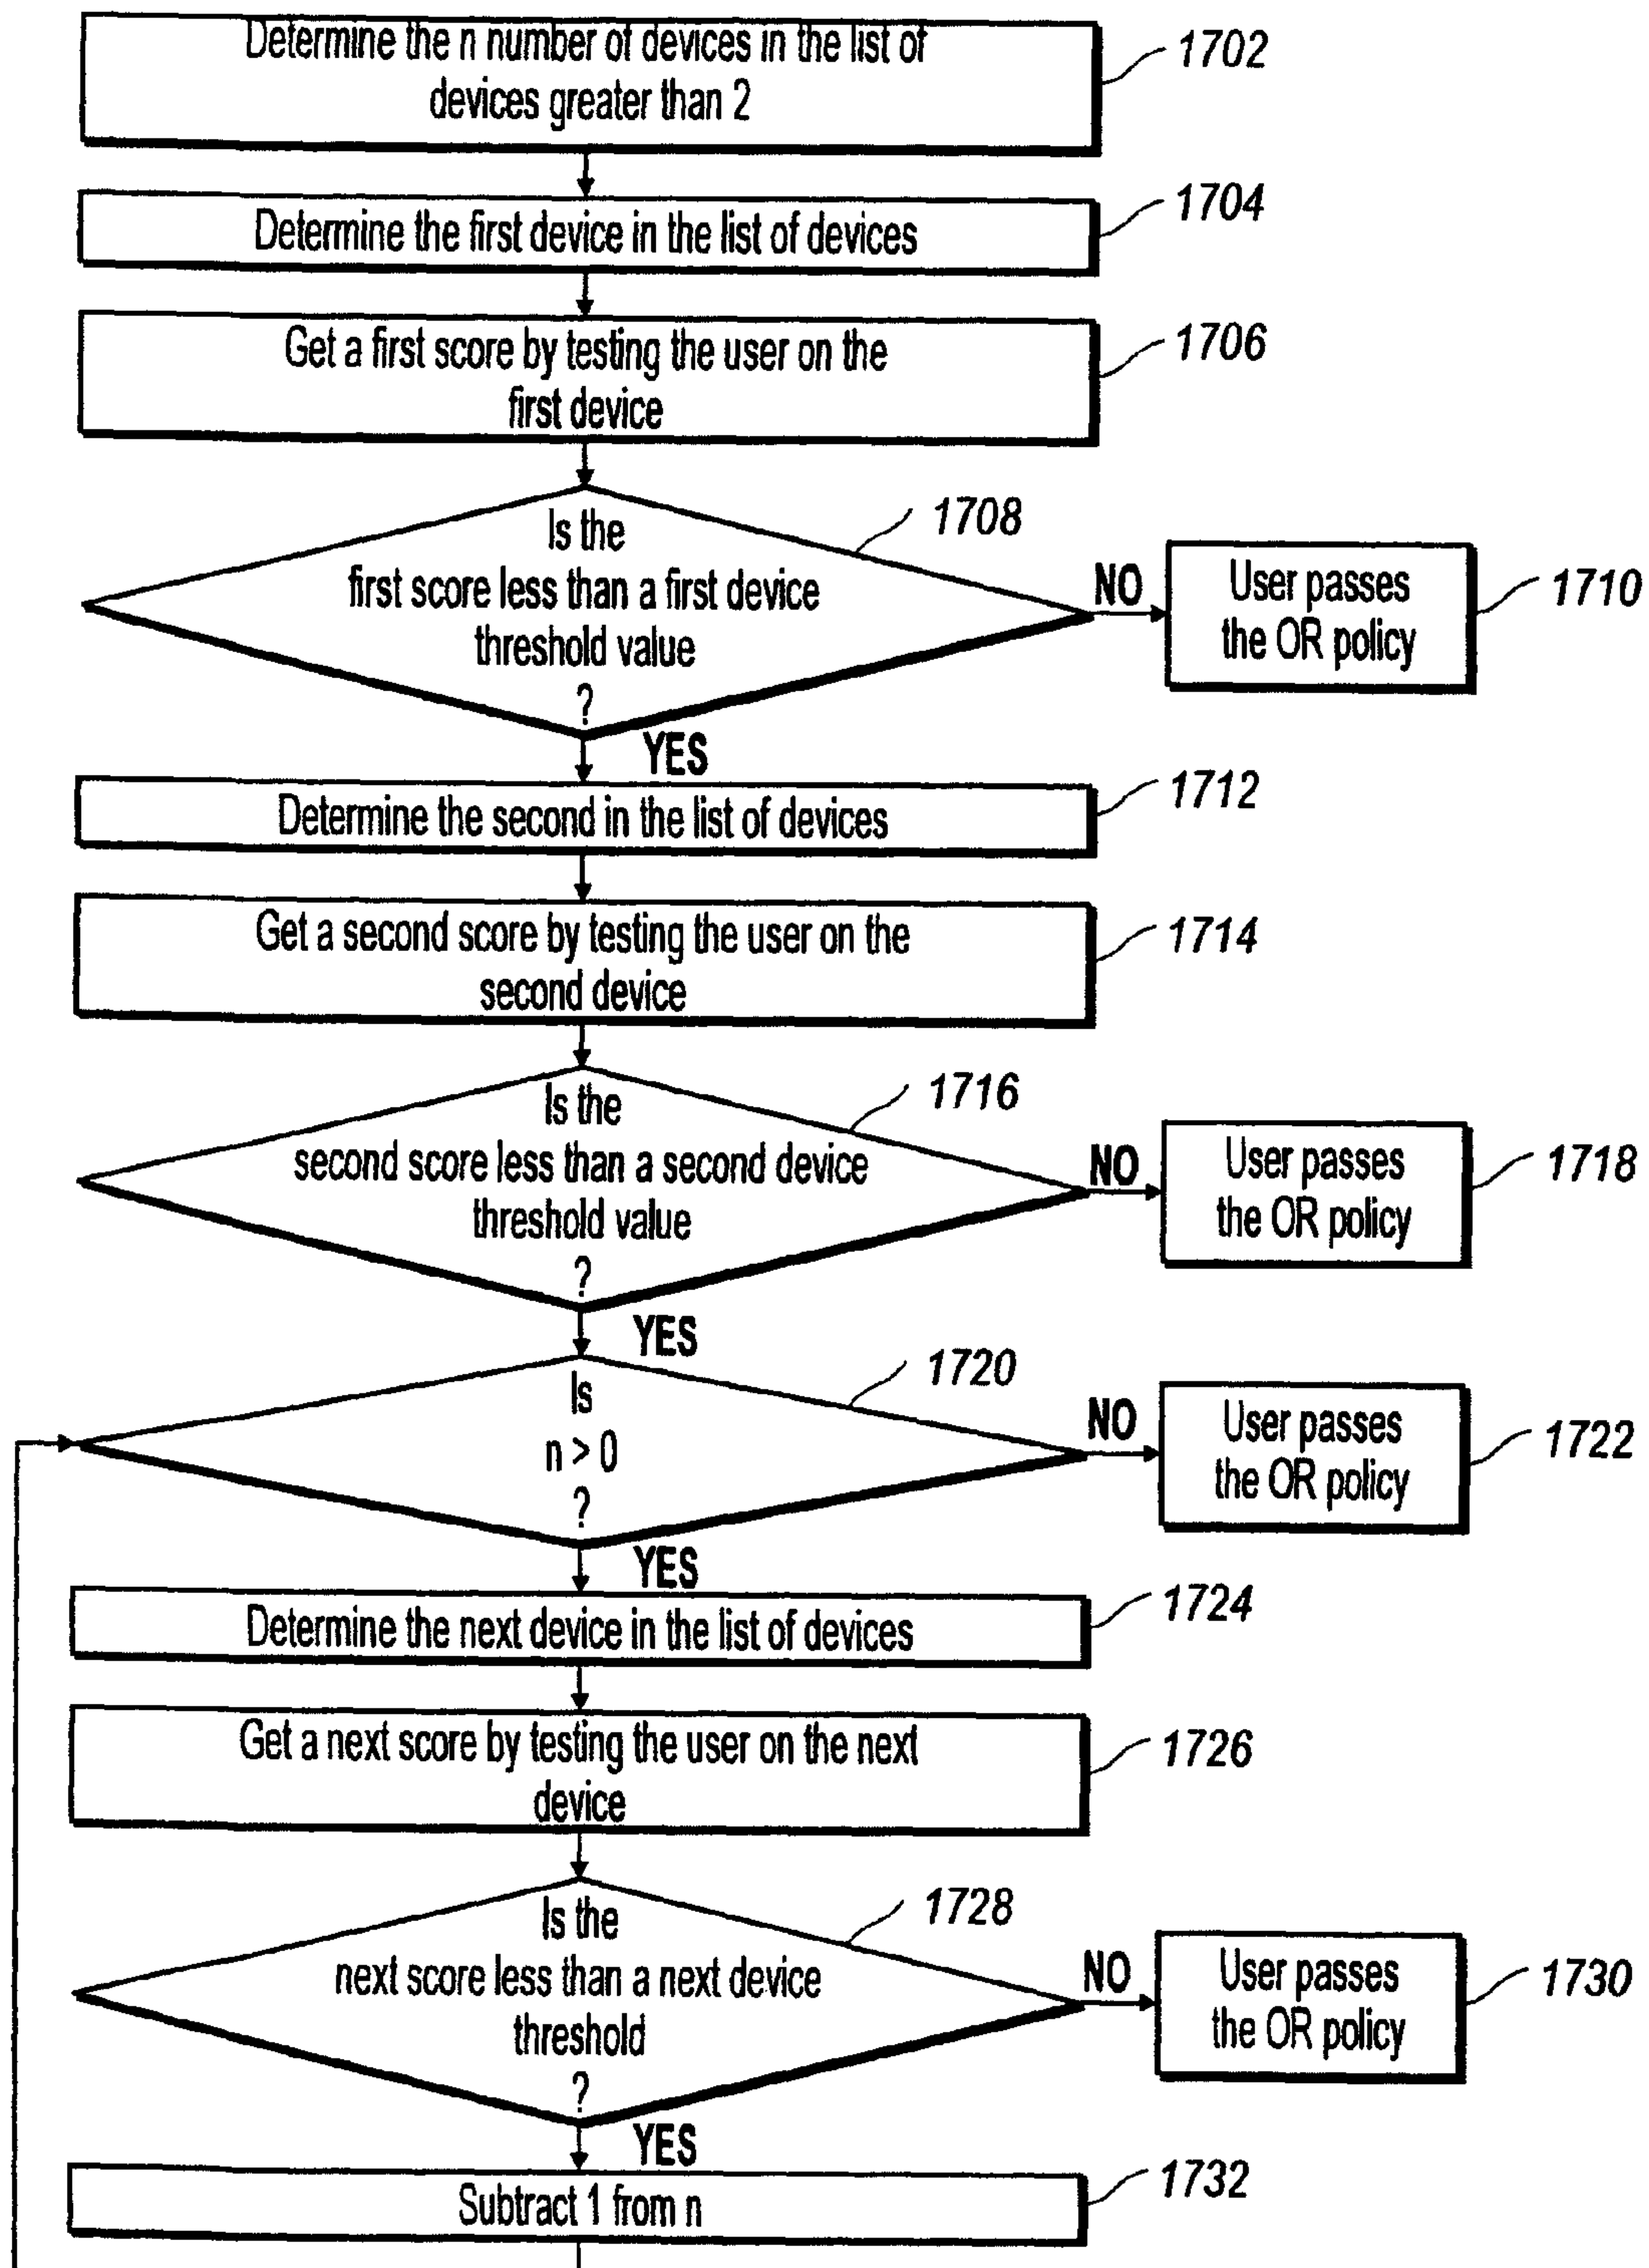 Determine the n number of devices in the list of
devices greater than 2
1702
Determine the first device in the list of devices
1704
Get a first score by testing the user on the
first device
1706
Is the
first score less than a first device
threshold value
?
1708
NO
User passes
the OR policy
1710
YES
Determine the second in the list of devices
1712
Get a second score by testing the user on the
second device
1714
Is the
second score less than a second device
threshold value
?
1716
NO
User passes
the OR policy
1718
YES
Is
n > 0
?
1720
NO
User passes
the OR policy
1722
YES
Determine the next device in the list of devices
1724
Get a next score by testing the user on the next
device
1726
Is the
next score less than a next device
threshold
?
1728
NO
User passes
the OR policy
1730
YES
Subtract 1 from n
1732